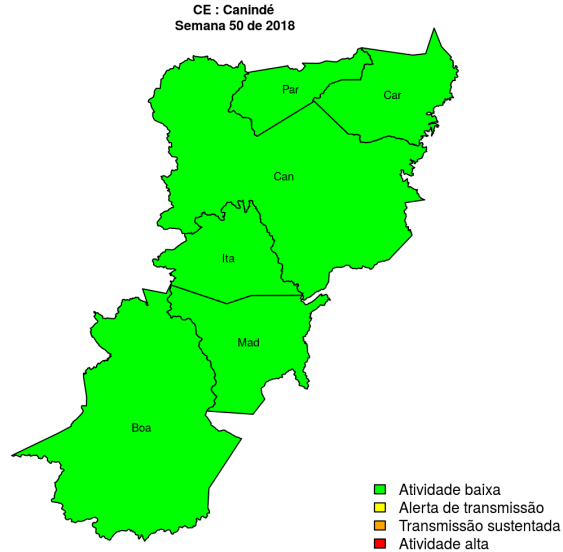 CE : Canindé
Semana 50 de 2018
Par
Car
Can
Ita
Mad
Boa
Atividade baixa
Alerta de transmissão
Transmissão sustentada
Atividade alta